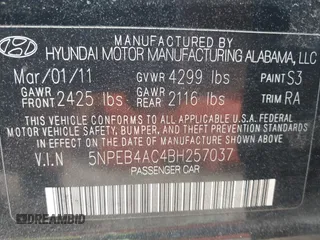 MANUFACTURED BY
HYUNDAI MOTOR MANUFACTURING ALABAMA, LLC
Mar/01/11 GVWR 4299 lbs PAINT S3
GAWR FRONT 2425 lbs GAWR REAR 2116 lbs TRIM RA
THIS VEHICLE CONFORMS TO ALL APPLICABLE
FEDERAL MOTOR VEHICLE SAFETY, BUMPER, AND THEFT
PREVENTION STANDARDS IN EFFECT ON THE DATE OF
MANUFACTURE SHOWN ABOVE.
V.I.N 5NPEB4AC4BH257037
PASSENGER CAR
DREAMBID